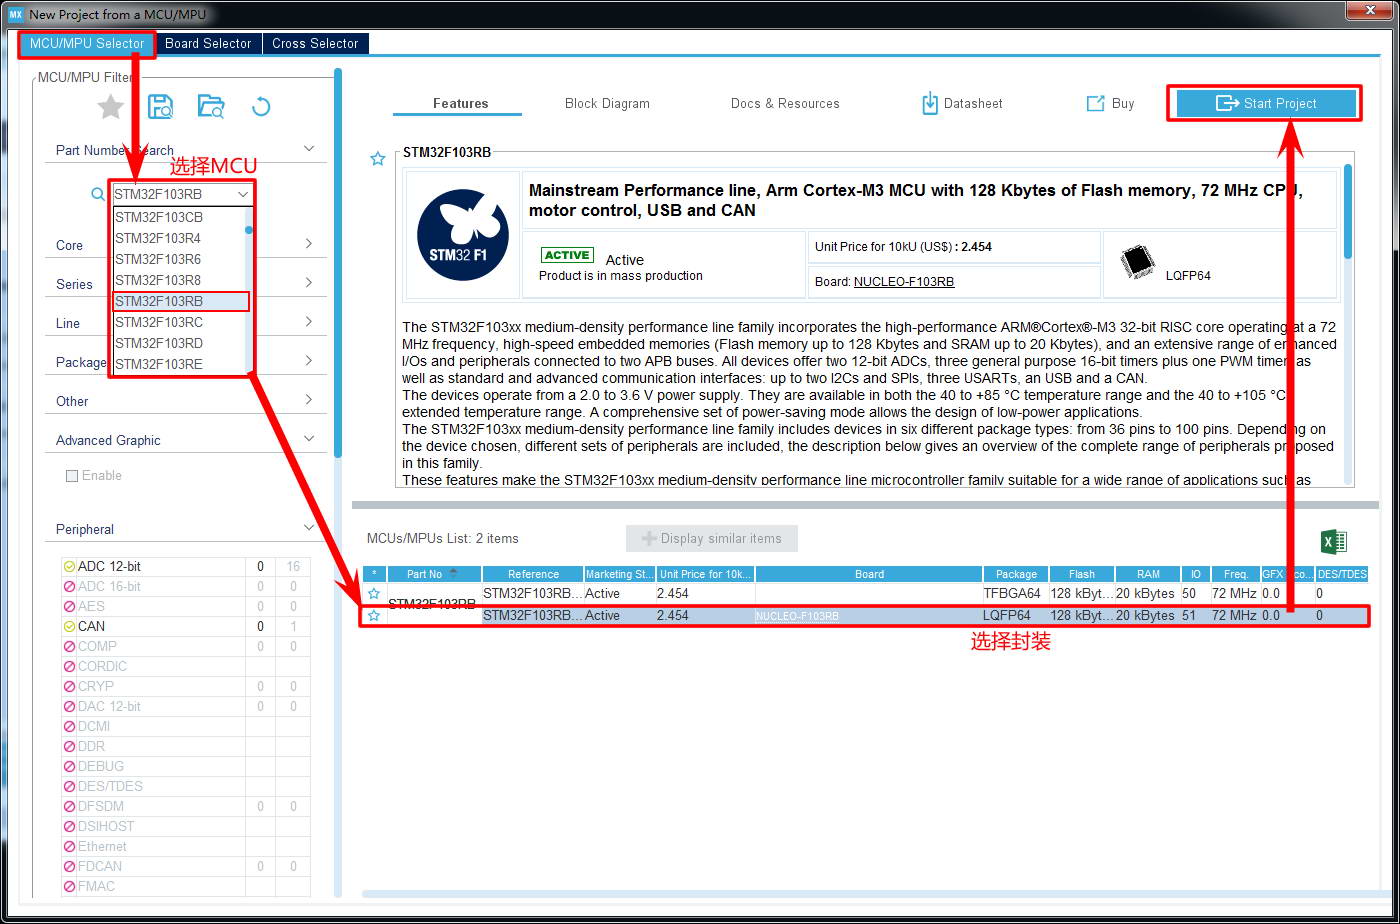 MX New Project from a MCU/MPU
MCU/MPU Selector Board Selector Cross Selector
MCU/MPU Filter
Part Number Search
选择MCU
STM32F103RB
STM32F103CB
STM32F103R4
STM32F103R6
STM32F103R8
STM32F103RB
STM32F103RC
STM32F103RD
STM32F103RE
Core
Series
Line
Package
Other
Advanced Graphic
Enable
Peripheral
ADC 12-bit 0 16
ADC 16-bit 0 0
AES 0 0
CAN 0 1
COMP 0 0
CORDIC
CRYP 0 0
DAC 12-bit 0 0
DCMI
DDR
DEBUG
DES/TDES
DFSDM 0 0
DSIHOST
Ethernet
FDCAN 0 0
FMAC
Features Block Diagram Docs & Resources Datasheet Buy Start Project
STM32F103RB
STM32 F1
Mainstream Performance line, Arm Cortex-M3 MCU with 128 Kbytes of Flash memory, 72 MHz CPU,
motor control, USB and CAN
ACTIVE Active
Product is in mass production
Unit Price for 10kU (US$) : 2.454
Board: NUCLEO-F103RB
LQFP64
The STM32F103xx medium-density performance line family incorporates the high-performance ARM®Cortex®-M3 32-bit RISC core operating at a 72
MHz frequency, high-speed embedded memories (Flash memory up to 128 Kbytes and SRAM up to 20 Kbytes), and an extensive range of enhanced
I/Os and peripherals connected to two APB buses. All devices offer two 12-bit ADCs, three general purpose 16-bit timers plus one PWM timer, as
well as standard and advanced communication interfaces: up to two I2Cs and SPIs, three USARTs, an USB and a CAN.
The devices operate from a 2.0 to 3.6 V power supply. They are available in both the 40 to +85 °C temperature range and the 40 to +105 °C
extended temperature range. A comprehensive set of power-saving mode allows the design of low-power applications.
The STM32F103xx medium-density performance line family includes devices in six different package types: from 36 pins to 100 pins. Depending on
the device chosen, different sets of peripherals are included, the description below gives an overview of the complete range of peripherals proposed
in this family.
These features make the STM32F103xx medium-density performance line microcontroller family suitable for a wide range of applications such as
MCUs/MPUs List: 2 items Display similar items
* Part No Reference Marketing St... Unit Price for 10k... Board Package Flash RAM IO Freq. GFX co... DES/TDES
STM32F103RB
STM32F103RB... Active 2.454 TFBGA64 128 kByt... 20 kBytes 50 72 MHz 0.0 0
STM32F103RB... Active 2.454 NUCLEO-F103RB LQFP64 128 kByt... 20 kBytes 51 72 MHz 0.0 0
选择封装